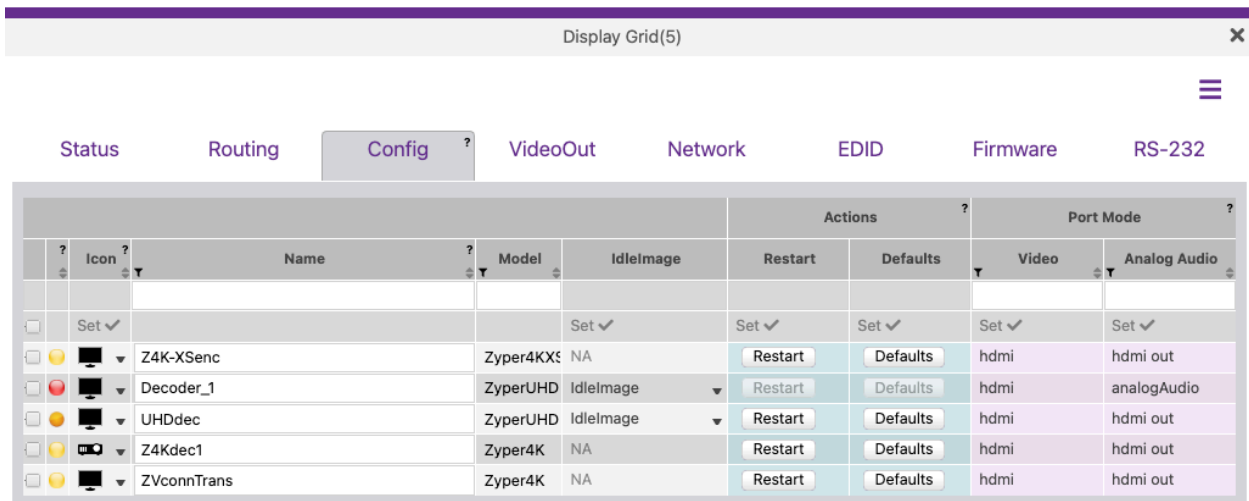 Display Grid(5)
Status Routing Config ? VideoOut Network EDID Firmware RS-232
Actions ? Port Mode ?
? Icon ? Name ? Model IdleImage Restart Defaults Video Analog Audio
Set Set Set Set Set Set
Z4K-XSenc Zyper4KXS NA Restart Defaults hdmi hdmi out
Decoder_1 ZyperUHD IdleImage Restart Defaults hdmi analogAudio
UHDdec ZyperUHD IdleImage Restart Defaults hdmi hdmi out
Z4Kdec1 Zyper4K NA Restart Defaults hdmi hdmi out
ZVconnTrans Zyper4K NA Restart Defaults hdmi hdmi out